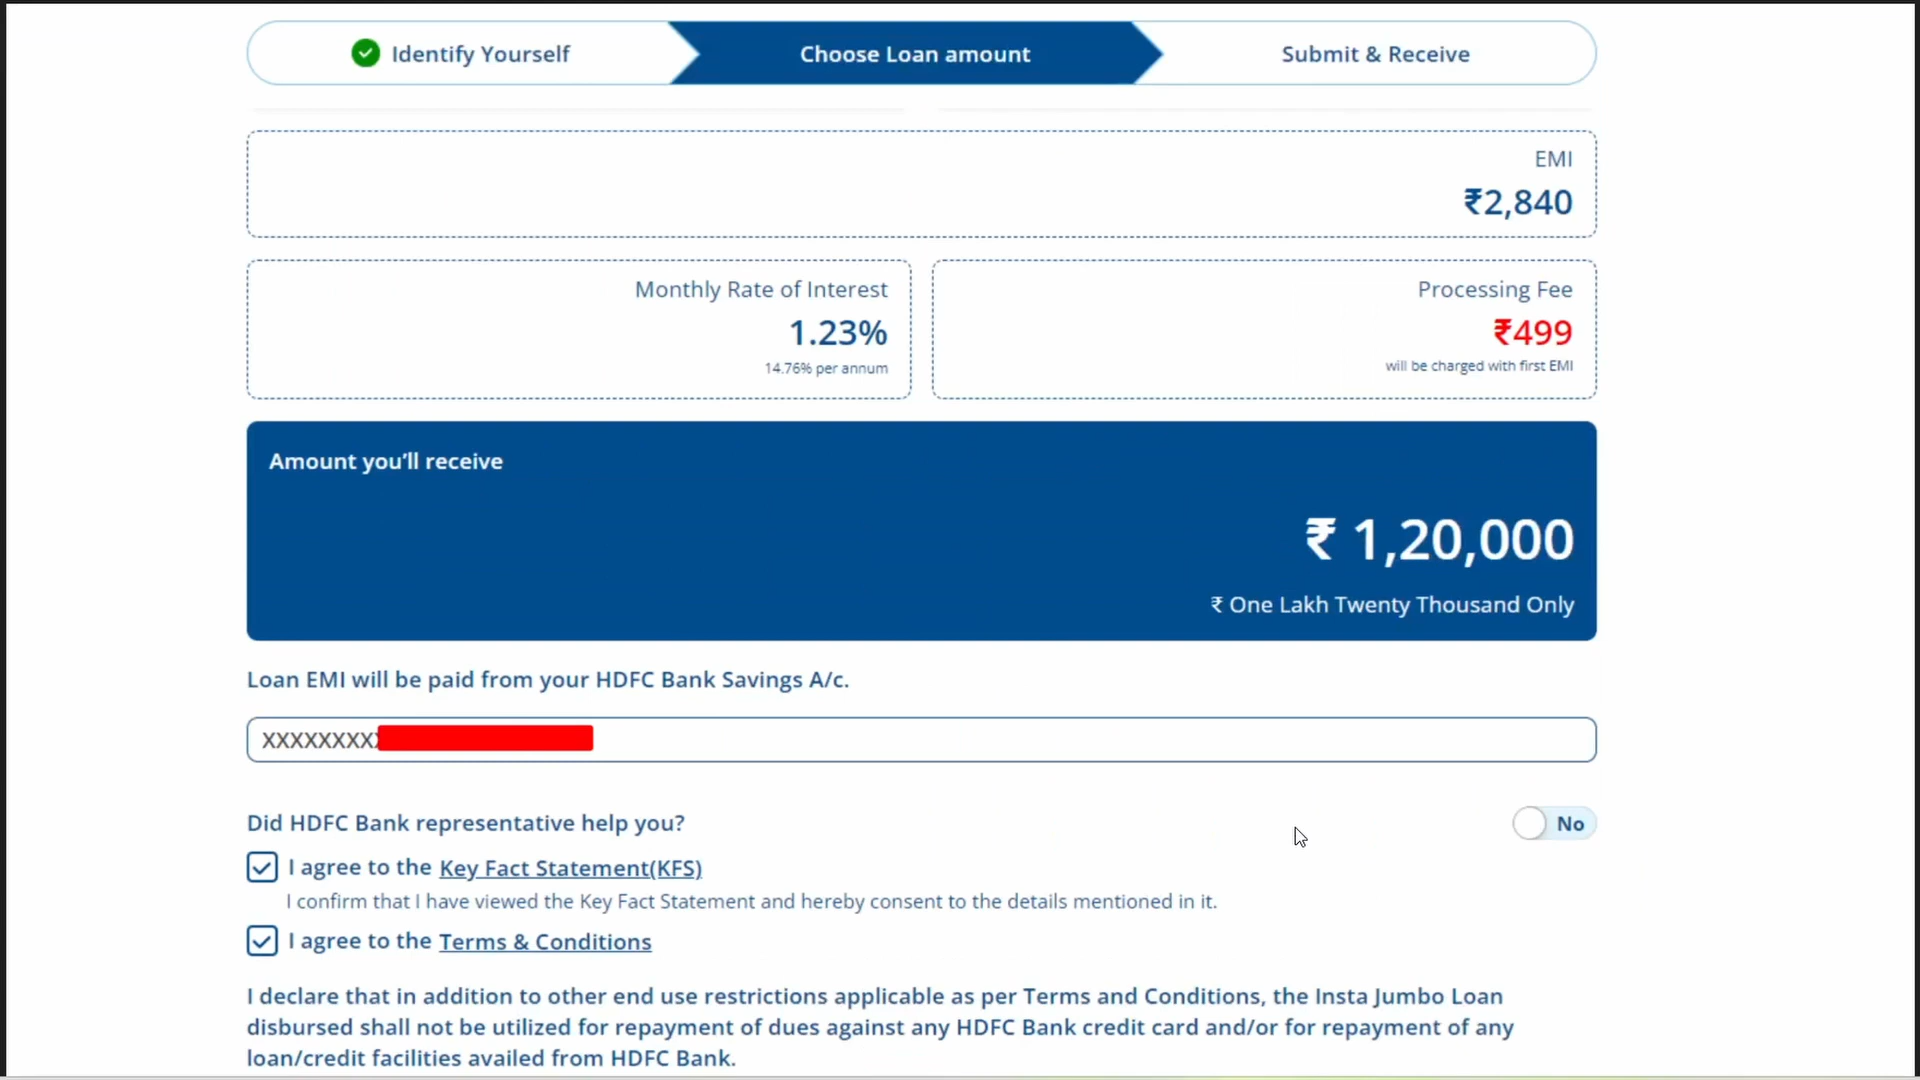 Identify Yourself
Choose Loan amount
Submit & Receive
EMI
₹2,840
Monthly Rate of Interest
1.23%
14.76% per annum
Processing Fee
₹499
will be charged with first EMI
Amount you’ll receive
₹ 1,20,000
₹ One Lakh Twenty Thousand Only
Loan EMI will be paid from your HDFC Bank Savings A/c.
XXXXXXXX
Did HDFC Bank representative help you?
No
I agree to the Key Fact Statement(KFS)
I confirm that I have viewed the Key Fact Statement and hereby consent to the details mentioned in it.
I agree to the Terms & Conditions
I declare that in addition to other end use restrictions applicable as per Terms and Conditions, the Insta Jumbo Loan
disbursed shall not be utilized for repayment of dues against any HDFC Bank credit card and/or for repayment of any
loan/credit facilities availed from HDFC Bank.